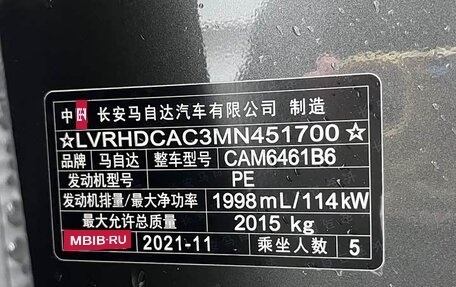 中 长安马自达汽车有限公司 制造
☆LVRHDCAC3MN451700☆
品牌 马自达 整车型号 CAM6461B6
发动机型号 PE
发动机排量/最大净功率 1998mL/114kW
最大允许总质量 2015 kg
MBIB·RU 2021-11 乘坐人数 5